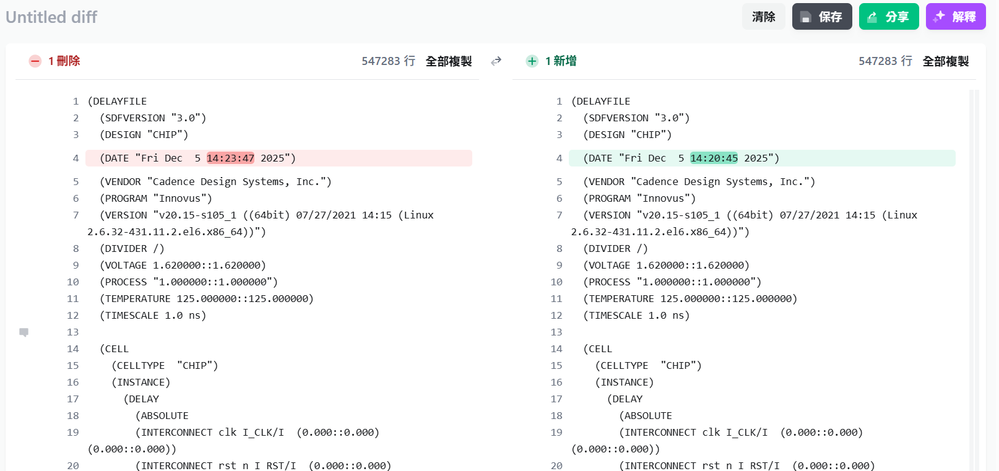 Untitled diff
清除
保存
分享
解釋
1 刪除
547283 行
全部複製
1 新增
547283 行
全部複製
1 (DELAYFILE
2 (SDFVERSION "3.0")
3 (DESIGN "CHIP")
4 (DATE "Fri Dec  5 14:23:47 2025")
5 (VENDOR "Cadence Design Systems, Inc.")
6 (PROGRAM "Innovus")
7 (VERSION "v20.15-s105_1 ((64bit) 07/27/2021 14:15 (Linux
2.6.32-431.11.2.el6.x86_64))")
8 (DIVIDER /)
9 (VOLTAGE 1.620000::1.620000)
10 (PROCESS "1.000000::1.000000")
11 (TEMPERATURE 125.000000::125.000000)
12 (TIMESCALE 1.0 ns)
13
14 (CELL
15 (CELLTYPE  "CHIP")
16 (INSTANCE)
17 (DELAY
18 (ABSOLUTE
19 (INTERCONNECT clk I_CLK/I  (0.000::0.000)
(0.000::0.000))
20 (INTERCONNECT rst n I RST/I  (0.000::0.000)
1 (DELAYFILE
2 (SDFVERSION "3.0")
3 (DESIGN "CHIP")
4 (DATE "Fri Dec  5 14:20:45 2025")
5 (VENDOR "Cadence Design Systems, Inc.")
6 (PROGRAM "Innovus")
7 (VERSION "v20.15-s105_1 ((64bit) 07/27/2021 14:15 (Linux
2.6.32-431.11.2.el6.x86_64))")
8 (DIVIDER /)
9 (VOLTAGE 1.620000::1.620000)
10 (PROCESS "1.000000::1.000000")
11 (TEMPERATURE 125.000000::125.000000)
12 (TIMESCALE 1.0 ns)
13
14 (CELL
15 (CELLTYPE  "CHIP")
16 (INSTANCE)
17 (DELAY
18 (ABSOLUTE
19 (INTERCONNECT clk I_CLK/I  (0.000::0.000)
(0.000::0.000))
20 (INTERCONNECT rst n I RST/I  (0.000::0.000)